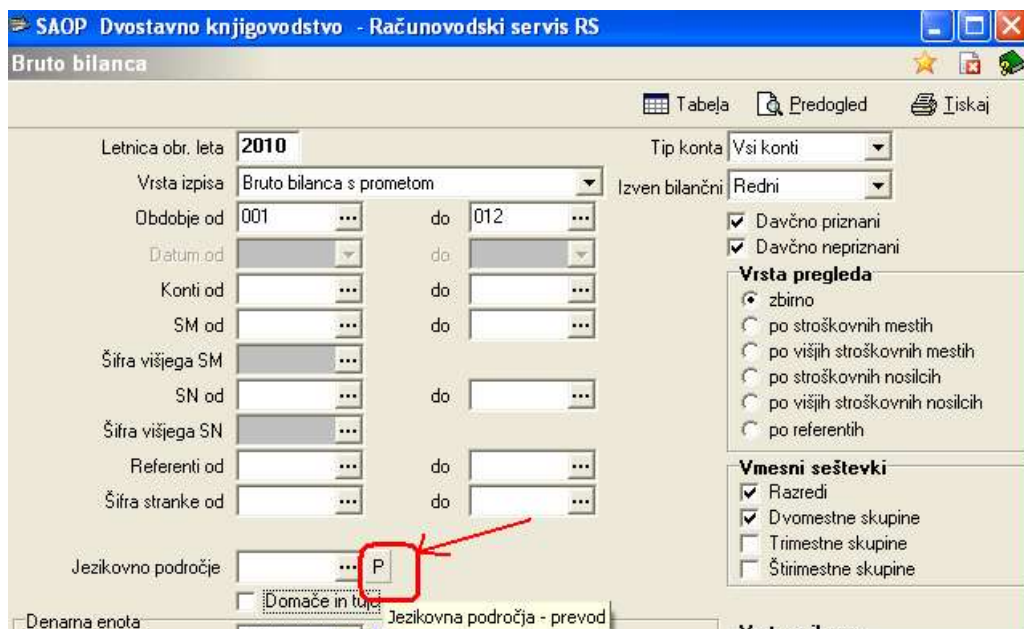 SAOP Dvostavno knjigovodstvo - Računovodski servis RS
Bruto bilanca
Tabela Predogled Tiskaj
Letnica obr. leta 2010 Tip konta Vsi konti
Vrsta izpisa Bruto bilanca s prometom Izven bilančni Redni
Obdobje od 001 ... do 012 ... Davčno priznani
Datum od do Davčno nepriznani
Konti od ... do ... Vrsta pregleda
zbirno
SM od ... do ... po stroškovnih mestih
Šifra višjega SM ... po višjih stroškovnih mestih
po stroškovnih nosilcih
SN od ... do ... po višjih stroškovnih nosilcih
Šifra višjega SN ... po referentih
Referenti od ... do ... Vmesni seštevki
Razredi
Šifra stranke od ... do ... Dvomestne skupine
Trimestne skupine
Jezikovno področje ... P Štirimestne skupine
Domače in tuje
Denarna enota Jezikovna področja - prevod